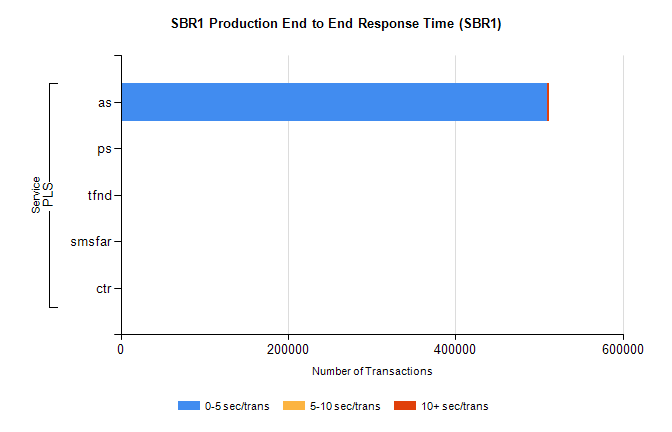 SBR1 Production End to End Response Time (SBR1)
Service
PLS
as
ps
tfnd
smsfar
ctr
0 200000 400000 600000
Number of Transactions
0-5 sec/trans 5-10 sec/trans 10+ sec/trans